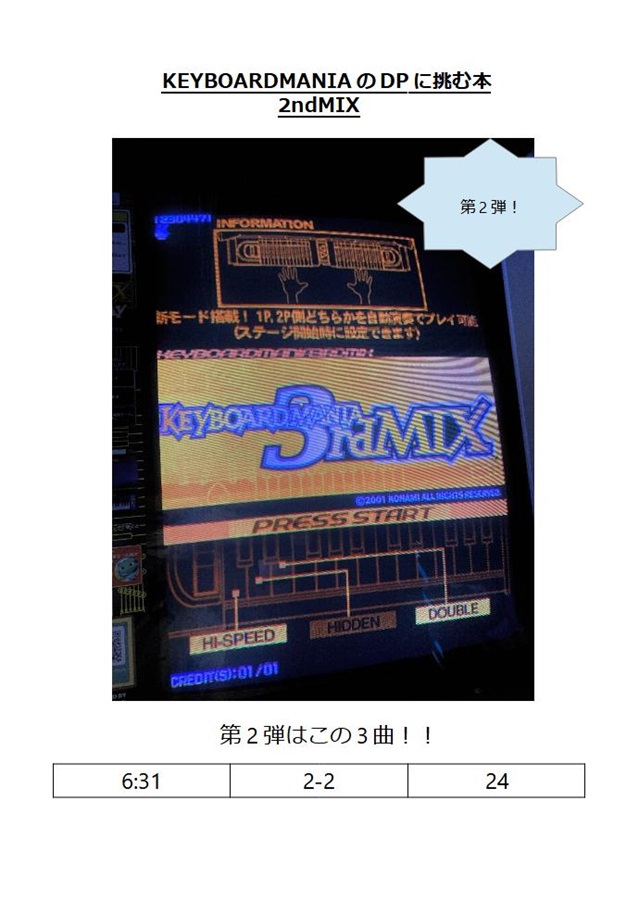 KEYBOARDMANIAのDPに挑む本
2ndMIX
第2弾！
12304471
INFORMATION
新モード搭載！ 1P,2P側どちらかを自動演奏でプレイ可能
(ステージ開始時に設定できます)
KEYBOARDMANIA3RDMIX
KEYBOARDMANIA
3rdMIX
©2001 KONAMI ALL RIGHTS RESERVED.
PRESS START
HI-SPEED
HIDDEN
DOUBLE
CREDIT(S):01/01
第2弾はこの3曲！！
6:31 2-2 24